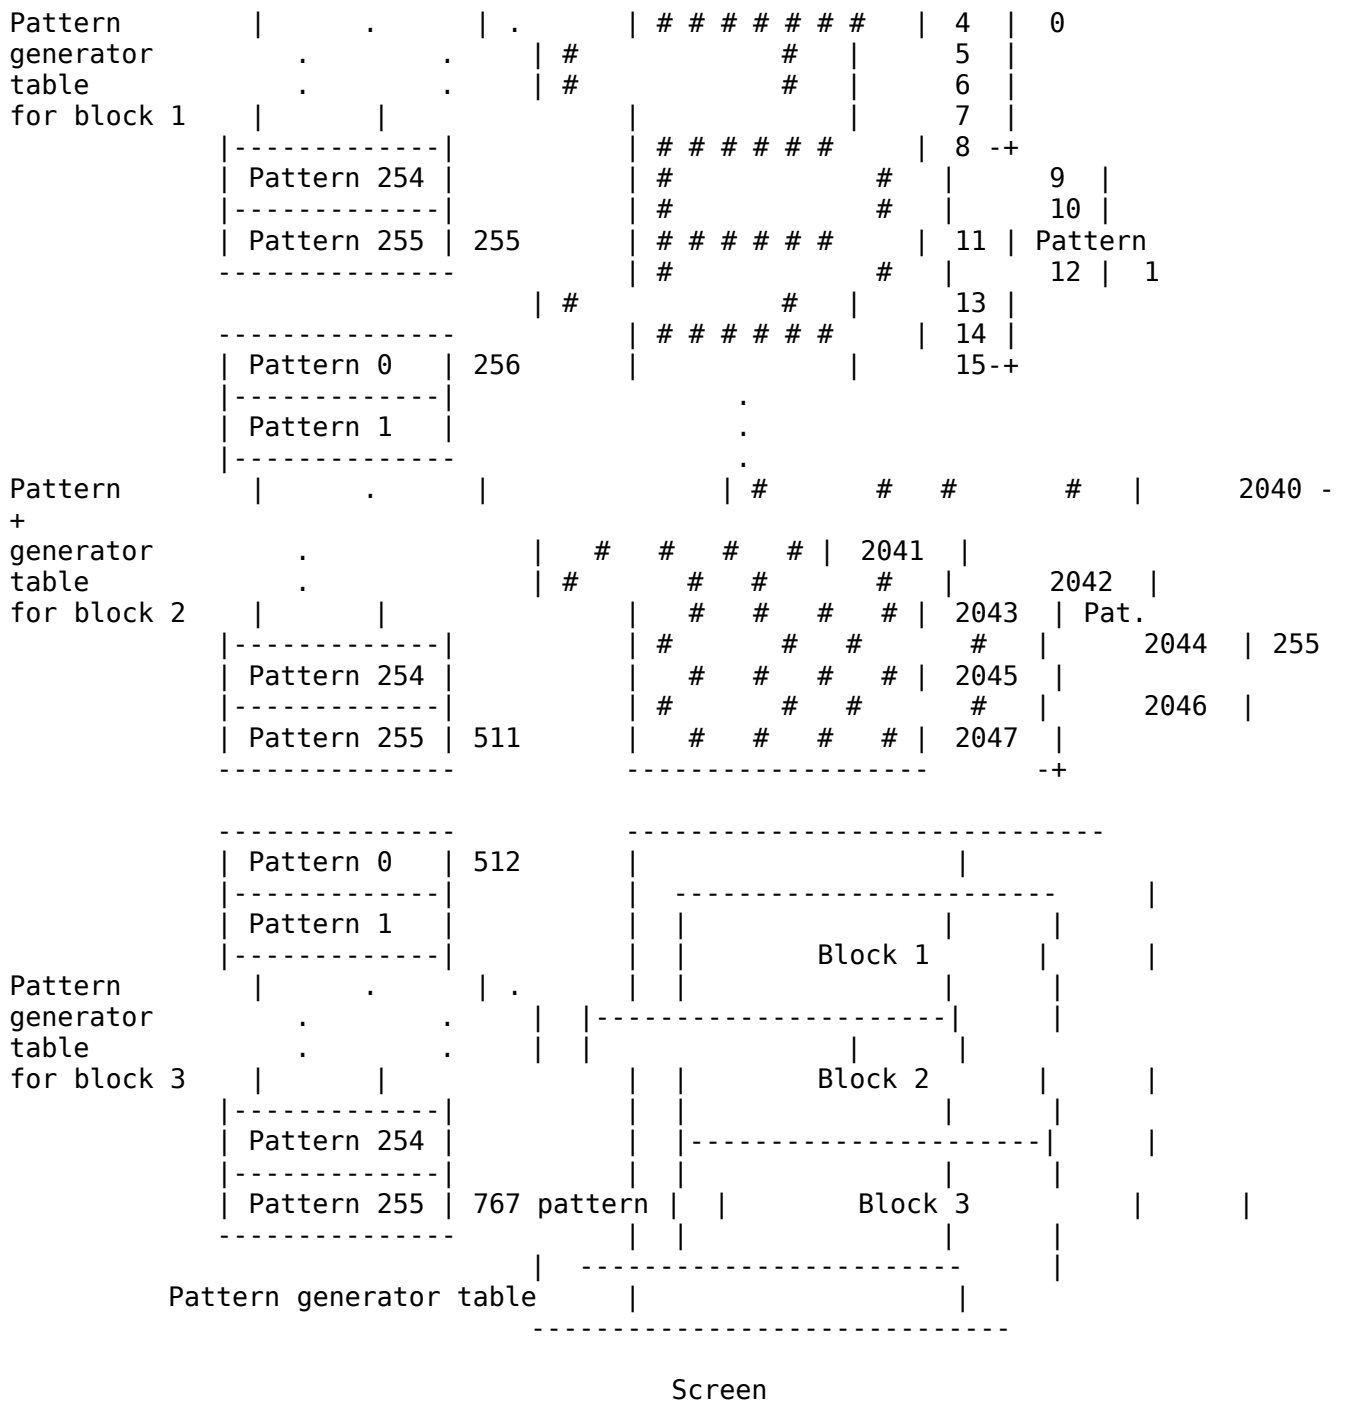 Pattern | . | . | # # # # # # # | 4 | 0
generator . . | # # | 5 |
table . . | # # | 6 |
for block 1 | | | | 7 |
|-------------| | # # # # # # | 8 -+
| Pattern 254 | | # # | 9 |
|-------------| | # # | 10 |
| Pattern 255 | 255 | # # # # # # | 11 | Pattern
--------------- | # # | 12 | 1
| # # | 13 |
--------------- | # # # # # # | 14 |
| Pattern 0 | 256 | | 15-+
|-------------| .
| Pattern 1 | .
|-------------- .
Pattern | . | | # # # # | 2040 -
+
generator . | # # # # | 2041 |
table . | # # # # | 2042 |
for block 2 | | | # # # # | 2043 | Pat.
|-------------| | # # # # | 2044 | 255
| Pattern 254 | | # # # # | 2045 |
|-------------| | # # # # | 2046 |
| Pattern 255 | 511 | # # # # | 2047 |
--------------- ------------------- -+
--------------- ------------------------------
| Pattern 0 | 512 | |
|-------------| | ------------------------ |
| Pattern 1 | | | | |
|-------------| | | Block 1 | |
Pattern | . | . | | | |
generator . . | |----------------------| |
table . . | | | |
for block 3 | | | | Block 2 | |
|-------------| | | | |
| Pattern 254 | | |----------------------| |
|-------------| | | | |
| Pattern 255 | 767 pattern | | Block 3 | |
--------------- | | | |
| ------------------------ |
Pattern generator table | |
------------------------------
Screen